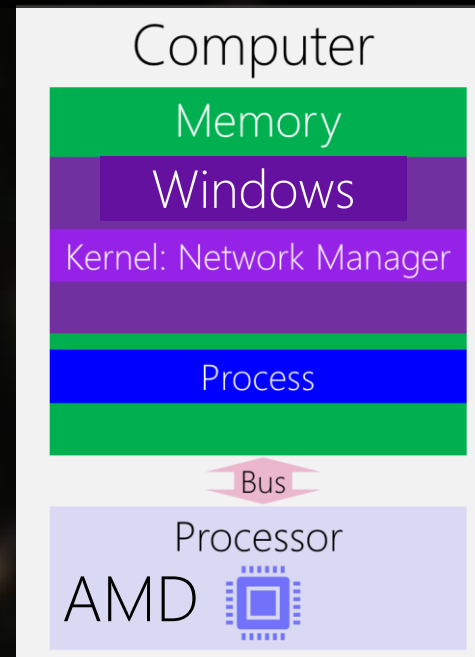 Computer
Memory
Windows
Kernel: Network Manager
Process
Bus
Processor
AMD